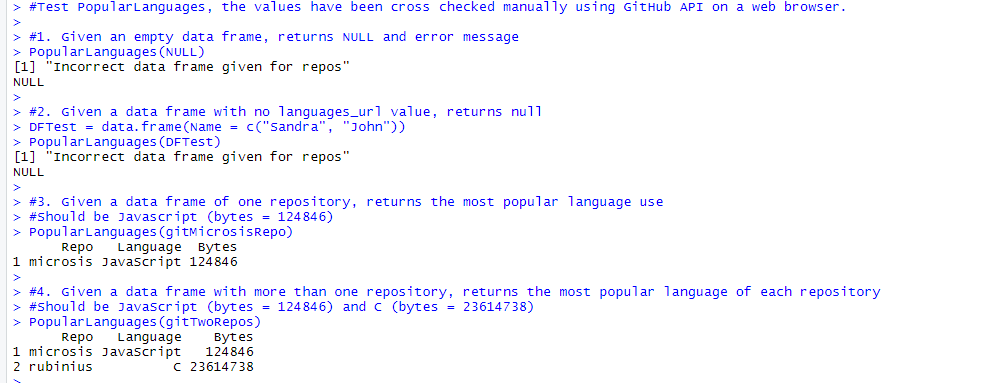 > #Test PopularLanguages, the values have been cross checked manually using GitHub API on a web browser.
>
> #1. Given an empty data frame, returns NULL and error message
> PopularLanguages(NULL)
[1] "Incorrect data frame given for repos"
NULL
>
> #2. Given a data frame with no languages_url value, returns null
> DFTest = data.frame(Name = c("Sandra", "John"))
> PopularLanguages(DFTest)
[1] "Incorrect data frame given for repos"
NULL
>
> #3. Given a data frame of one repository, returns the most popular language use
> #Should be Javascript (bytes = 124846)
> PopularLanguages(gitMicrosisRepo)
      Repo   Language  Bytes
1 microsis JavaScript 124846
>
> #4. Given a data frame with more than one repository, returns the most popular language of each repository
> #Should be JavaScript (bytes = 124846) and C (bytes = 23614738)
> PopularLanguages(gitTwoRepos)
      Repo   Language    Bytes
1 microsis JavaScript   124846
2 rubinius          C 23614738
>